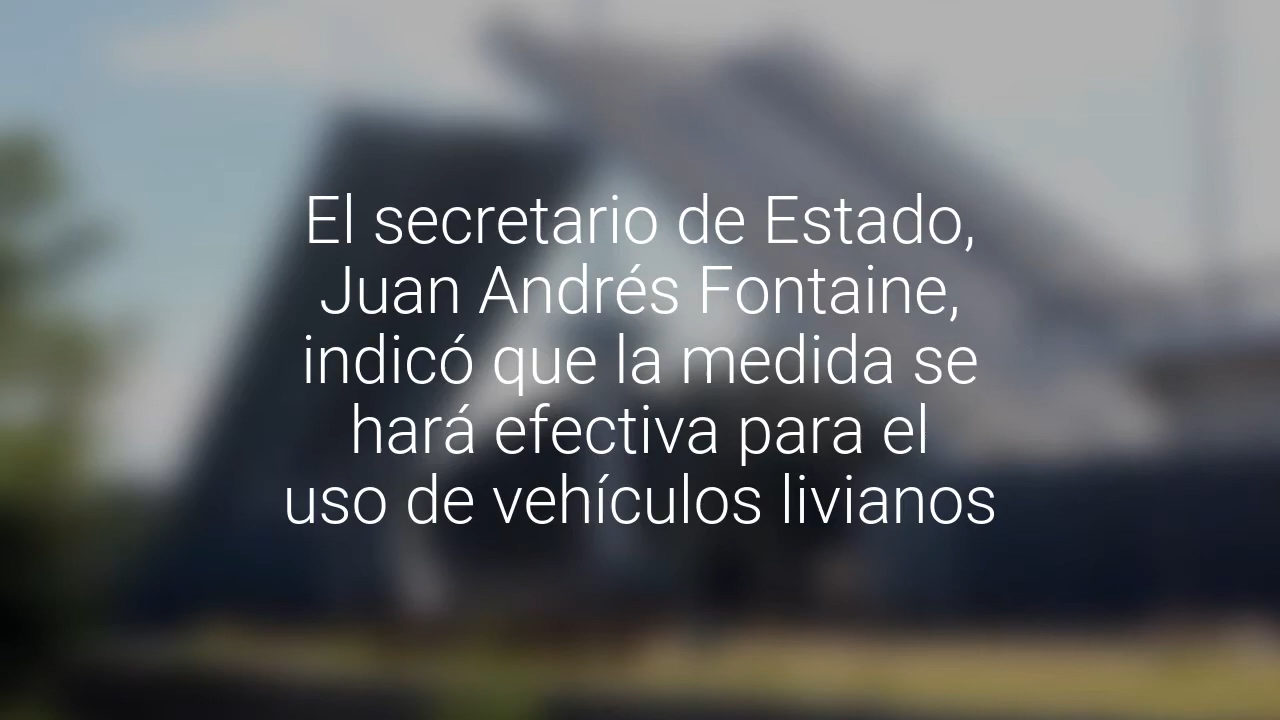 El secretario de Estado,
Juan Andrés Fontaine,
indicó que la medida se
hará efectiva para el
uso de vehículos livianos